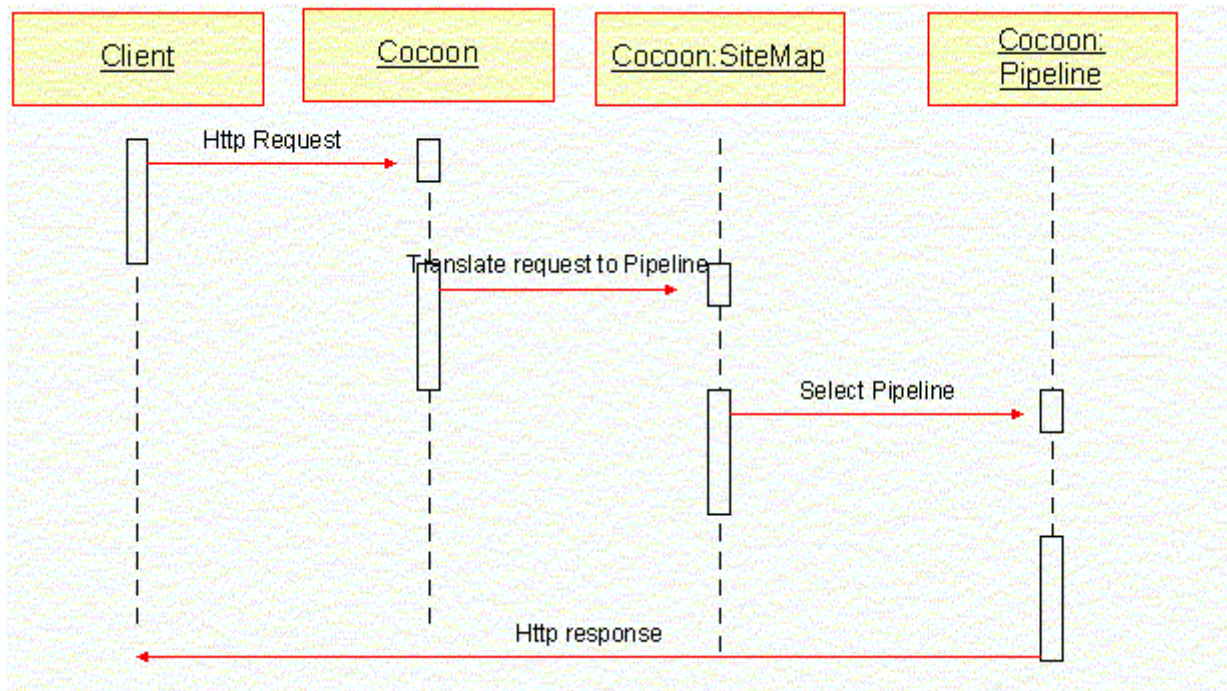 Client
Cocoon
Cocoon:SiteMap
Cocoon:
Pipeline
Http Request
Translate request to Pipeline
Select Pipeline
Http response